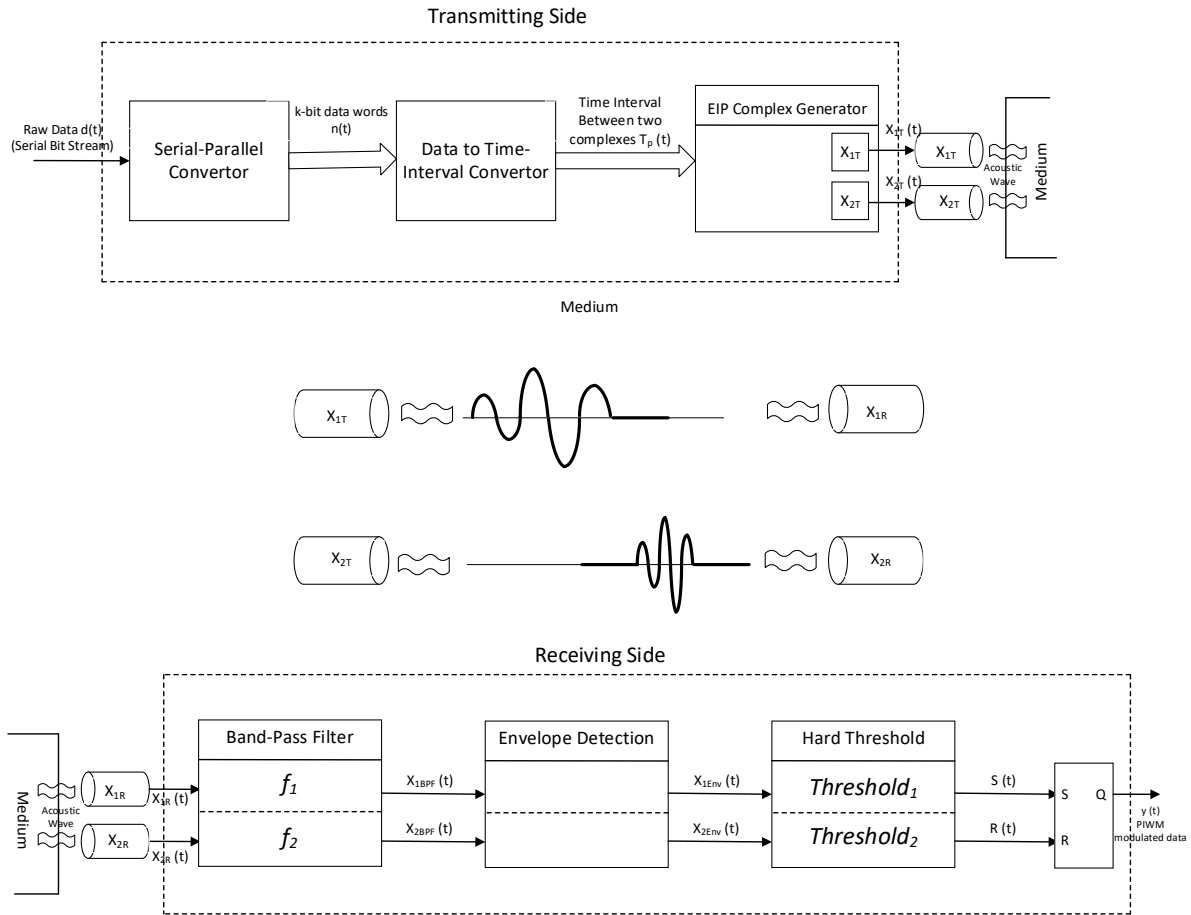 Transmitting Side
Raw Data d(t)
(Serial Bit Stream)
Serial-Parallel
Convertor
k-bit data words
n(t)
Data to Time-
Interval Convertor
Time Interval
Between two
complexes Tₚ (t)
EIP Complex Generator
X₁T
X₂T
X₁T (t)
X₂T (t)
X₁T
X₂T
Acoustic
Wave
Medium
Medium
X₁T
X₁R
X₂T
X₂R
Receiving Side
Medium
Acoustic
Wave
X₁R
X₂R
X₁R (t)
X₂R (t)
Band-Pass Filter
f₁
f₂
X₁BPF (t)
X₂BPF (t)
Envelope Detection
X₁Env (t)
X₂Env (t)
Hard Threshold
Threshold₁
Threshold₂
S (t)
R (t)
S Q
R
y (t)
PIWM
modulated data